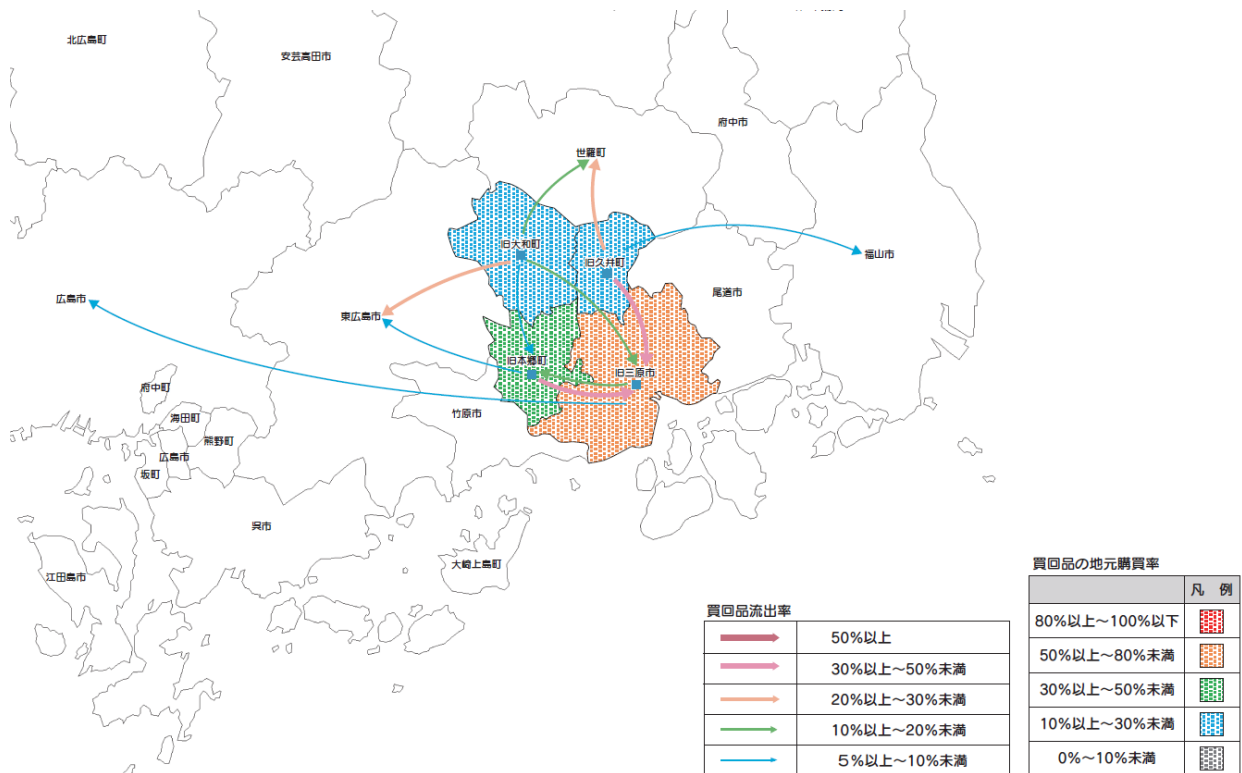 北広島町
安芸高田市
府中市
世羅町
旧大和町
旧久井町
福山市
尾道市
広島市
東広島市
旧本郷町
旧三原市
府中町
竹原市
海田町
熊野町
広島市
坂町
呉市
大崎上島町
江田島市
買回品流出率
50%以上
30%以上～50%未満
20%以上～30%未満
10%以上～20%未満
5%以上～10%未満
買回品の地元購買率
凡 例
80%以上～100%以下
50%以上～80%未満
30%以上～50%未満
10%以上～30%未満
0%～10%未満